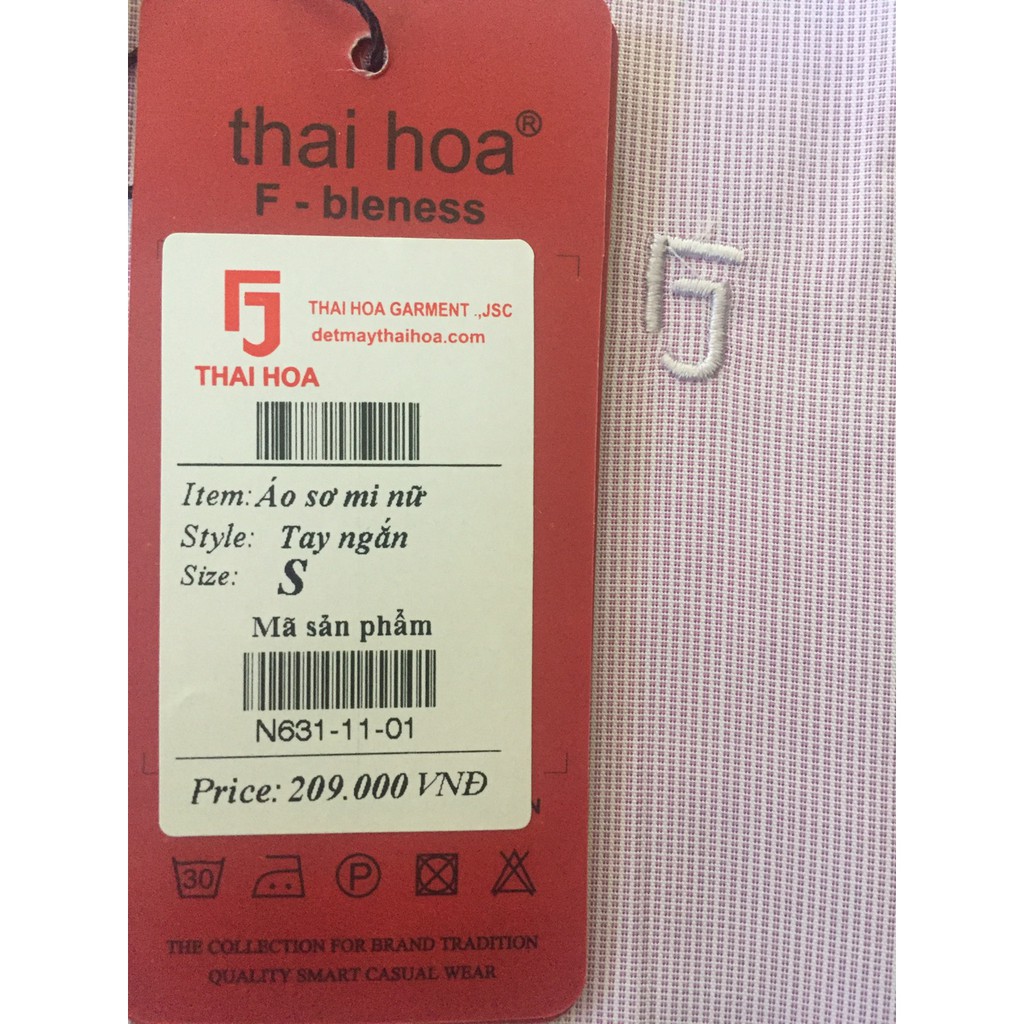 thai hoa®
F - bleness
THAI HOA GARMENT .,JSC
detmaythaihoa.com
THAI HOA
Item: Áo sơ mi nữ
Style: Tay ngắn
Size: S
Mã sản phẩm
N631-11-01
Price: 209.000 VNĐ
30
P
THE COLLECTION FOR BRAND TRADITION
QUALITY SMART CASUAL WEAR